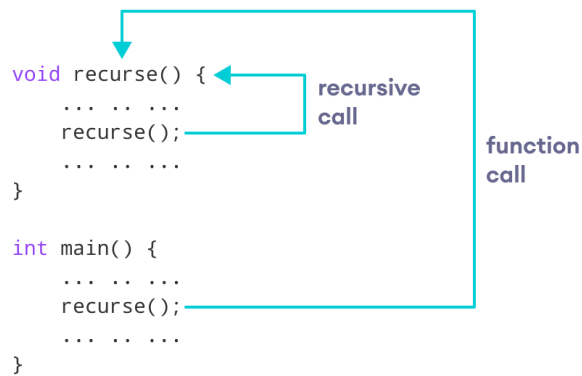 void recurse() {
... .. ...
recurse();
... .. ...
}
recursive
call
function
call
int main() {
... .. ...
recurse();
... .. ...
}